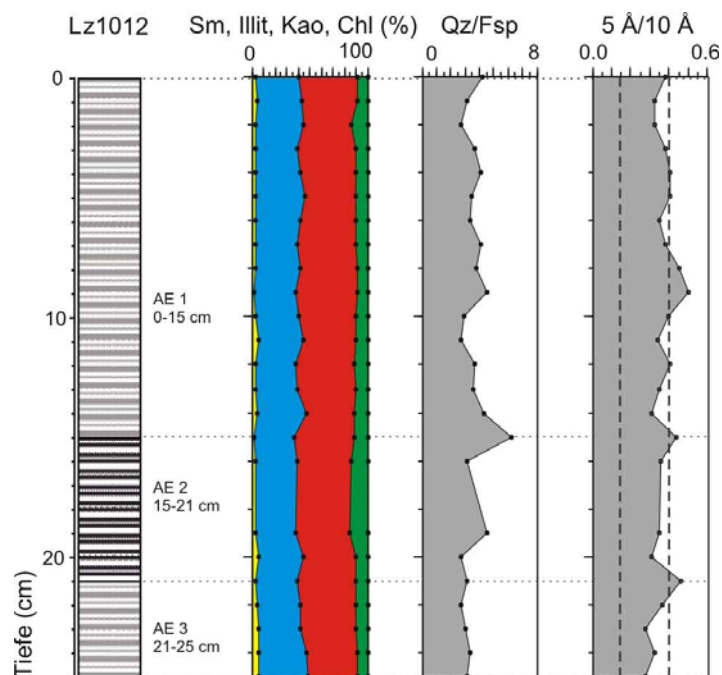 Lz1012 Sm, Illit, Kao, Chl (%) Qz/Fsp 5 Å/10 Å
0 100 0 8 0.0 0.6
0
AE 1
0-15 cm
10
AE 2
15-21 cm
20
AE 3
21-25 cm
Tiefe (cm)